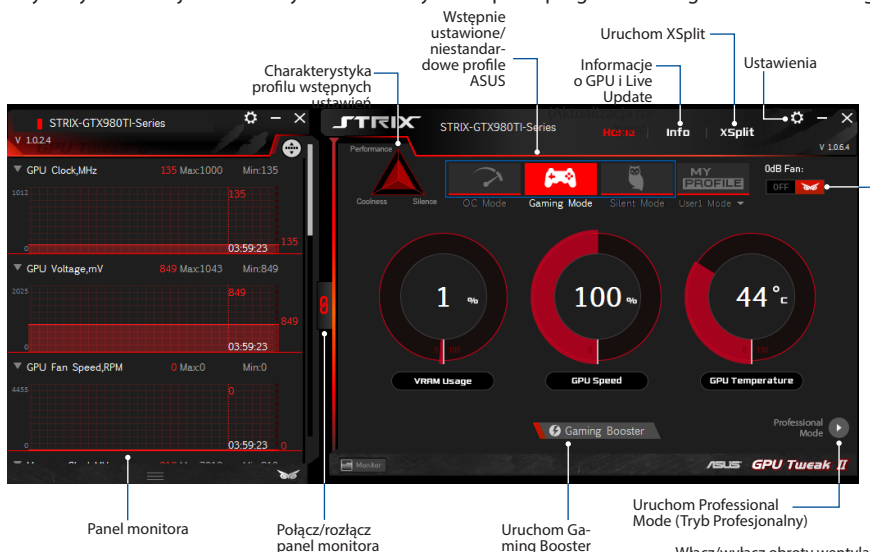 Wstępnie
ustawione/
niestandar-
dowe profile
ASUS
Uruchom XSplit
Informacje
o GPU i Live
Update
Ustawienia
Charakterystyka
profilu wstępnych
ustawień
STRIX-GTX980TI-Series
V 1.0.2.4
GPU Clock,MHz 135 Max:1000 Min:135
1012
135
135
0
03:59:23
GPU Voltage,mV 849 Max:1043 Min:849
2025
849
849
0
03:59:23
GPU Fan Speed,RPM 0 Max:0 Min:0
4455
0
0
03:59:23
0
STRIX
STRIX-GTX980TI-Series
Home
Info
XSplit
V 1.0.6.4
Performance
Coolness
Silence
OC Mode
Gaming Mode
Silent Mode
MY
PROFILE
User1 Mode
0dB Fan:
OFF
1 %
VRAM Usage
100 %
GPU Speed
44°c
GPU Temperature
Gaming Booster
Professional
Mode
Monitor
ASUS GPU Tweak II
Panel monitora
Połącz/rozłącz
panel monitora
Uruchom Ga-
ming Booster
Uruchom Professional
Mode (Tryb Profesjonalny)